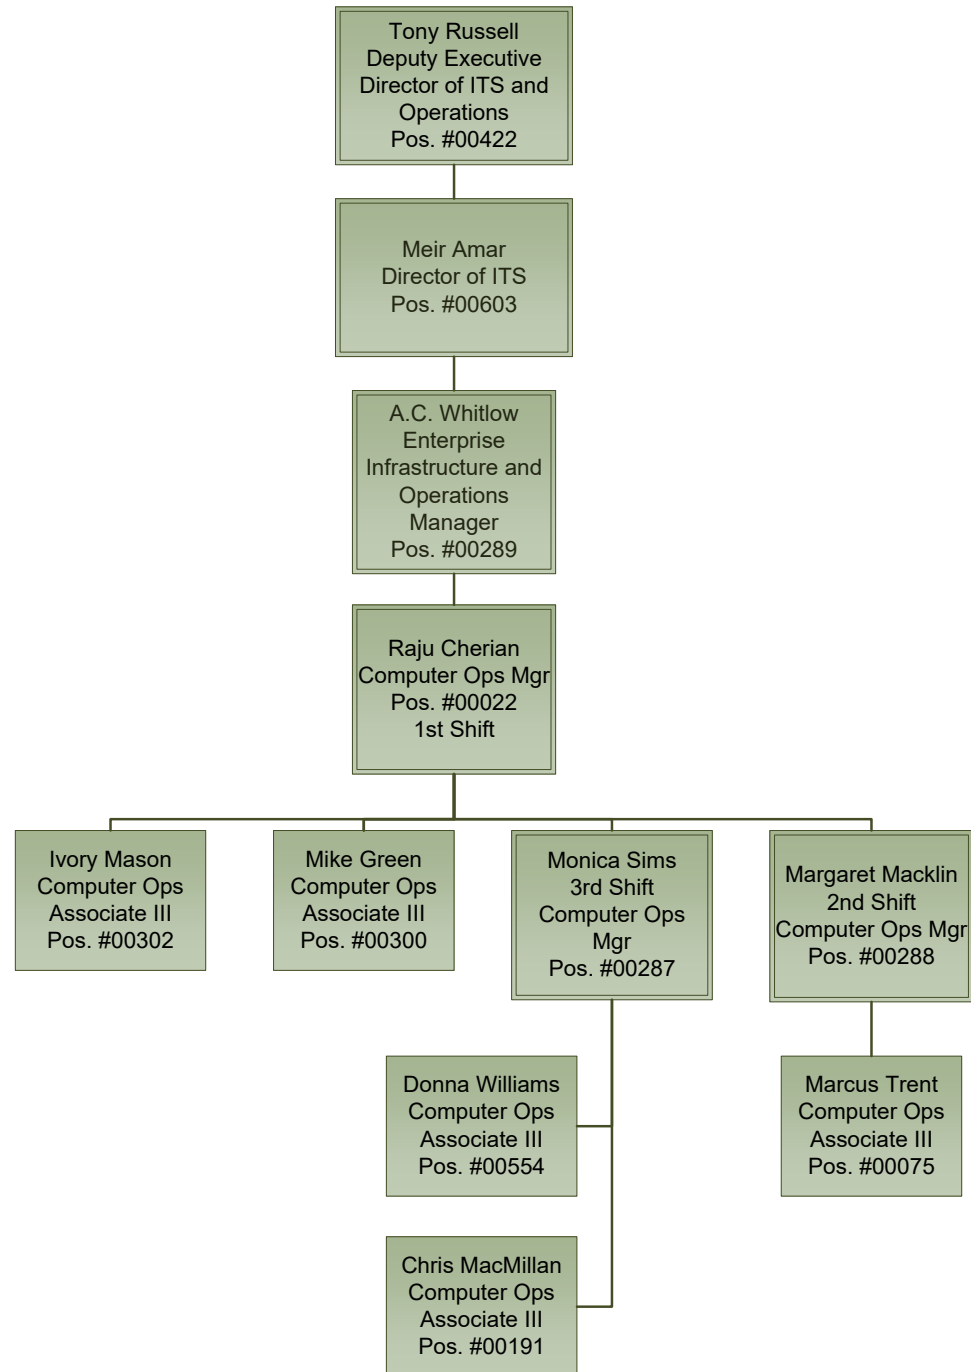 Tony Russell
Deputy Executive
Director of ITS and
Operations
Pos. #00422
Meir Amar
Director of ITS
Pos. #00603
A.C. Whitlow
Enterprise
Infrastructure and
Operations
Manager
Pos. #00289
Raju Cherian
Computer Ops Mgr
Pos. #00022
1st Shift
Ivory Mason
Computer Ops
Associate III
Pos. #00302
Mike Green
Computer Ops
Associate III
Pos. #00300
Monica Sims
3rd Shift
Computer Ops
Mgr
Pos. #00287
Margaret Macklin
2nd Shift
Computer Ops Mgr
Pos. #00288
Donna Williams
Computer Ops
Associate III
Pos. #00554
Marcus Trent
Computer Ops
Associate III
Pos. #00075
Chris MacMillan
Computer Ops
Associate III
Pos. #00191